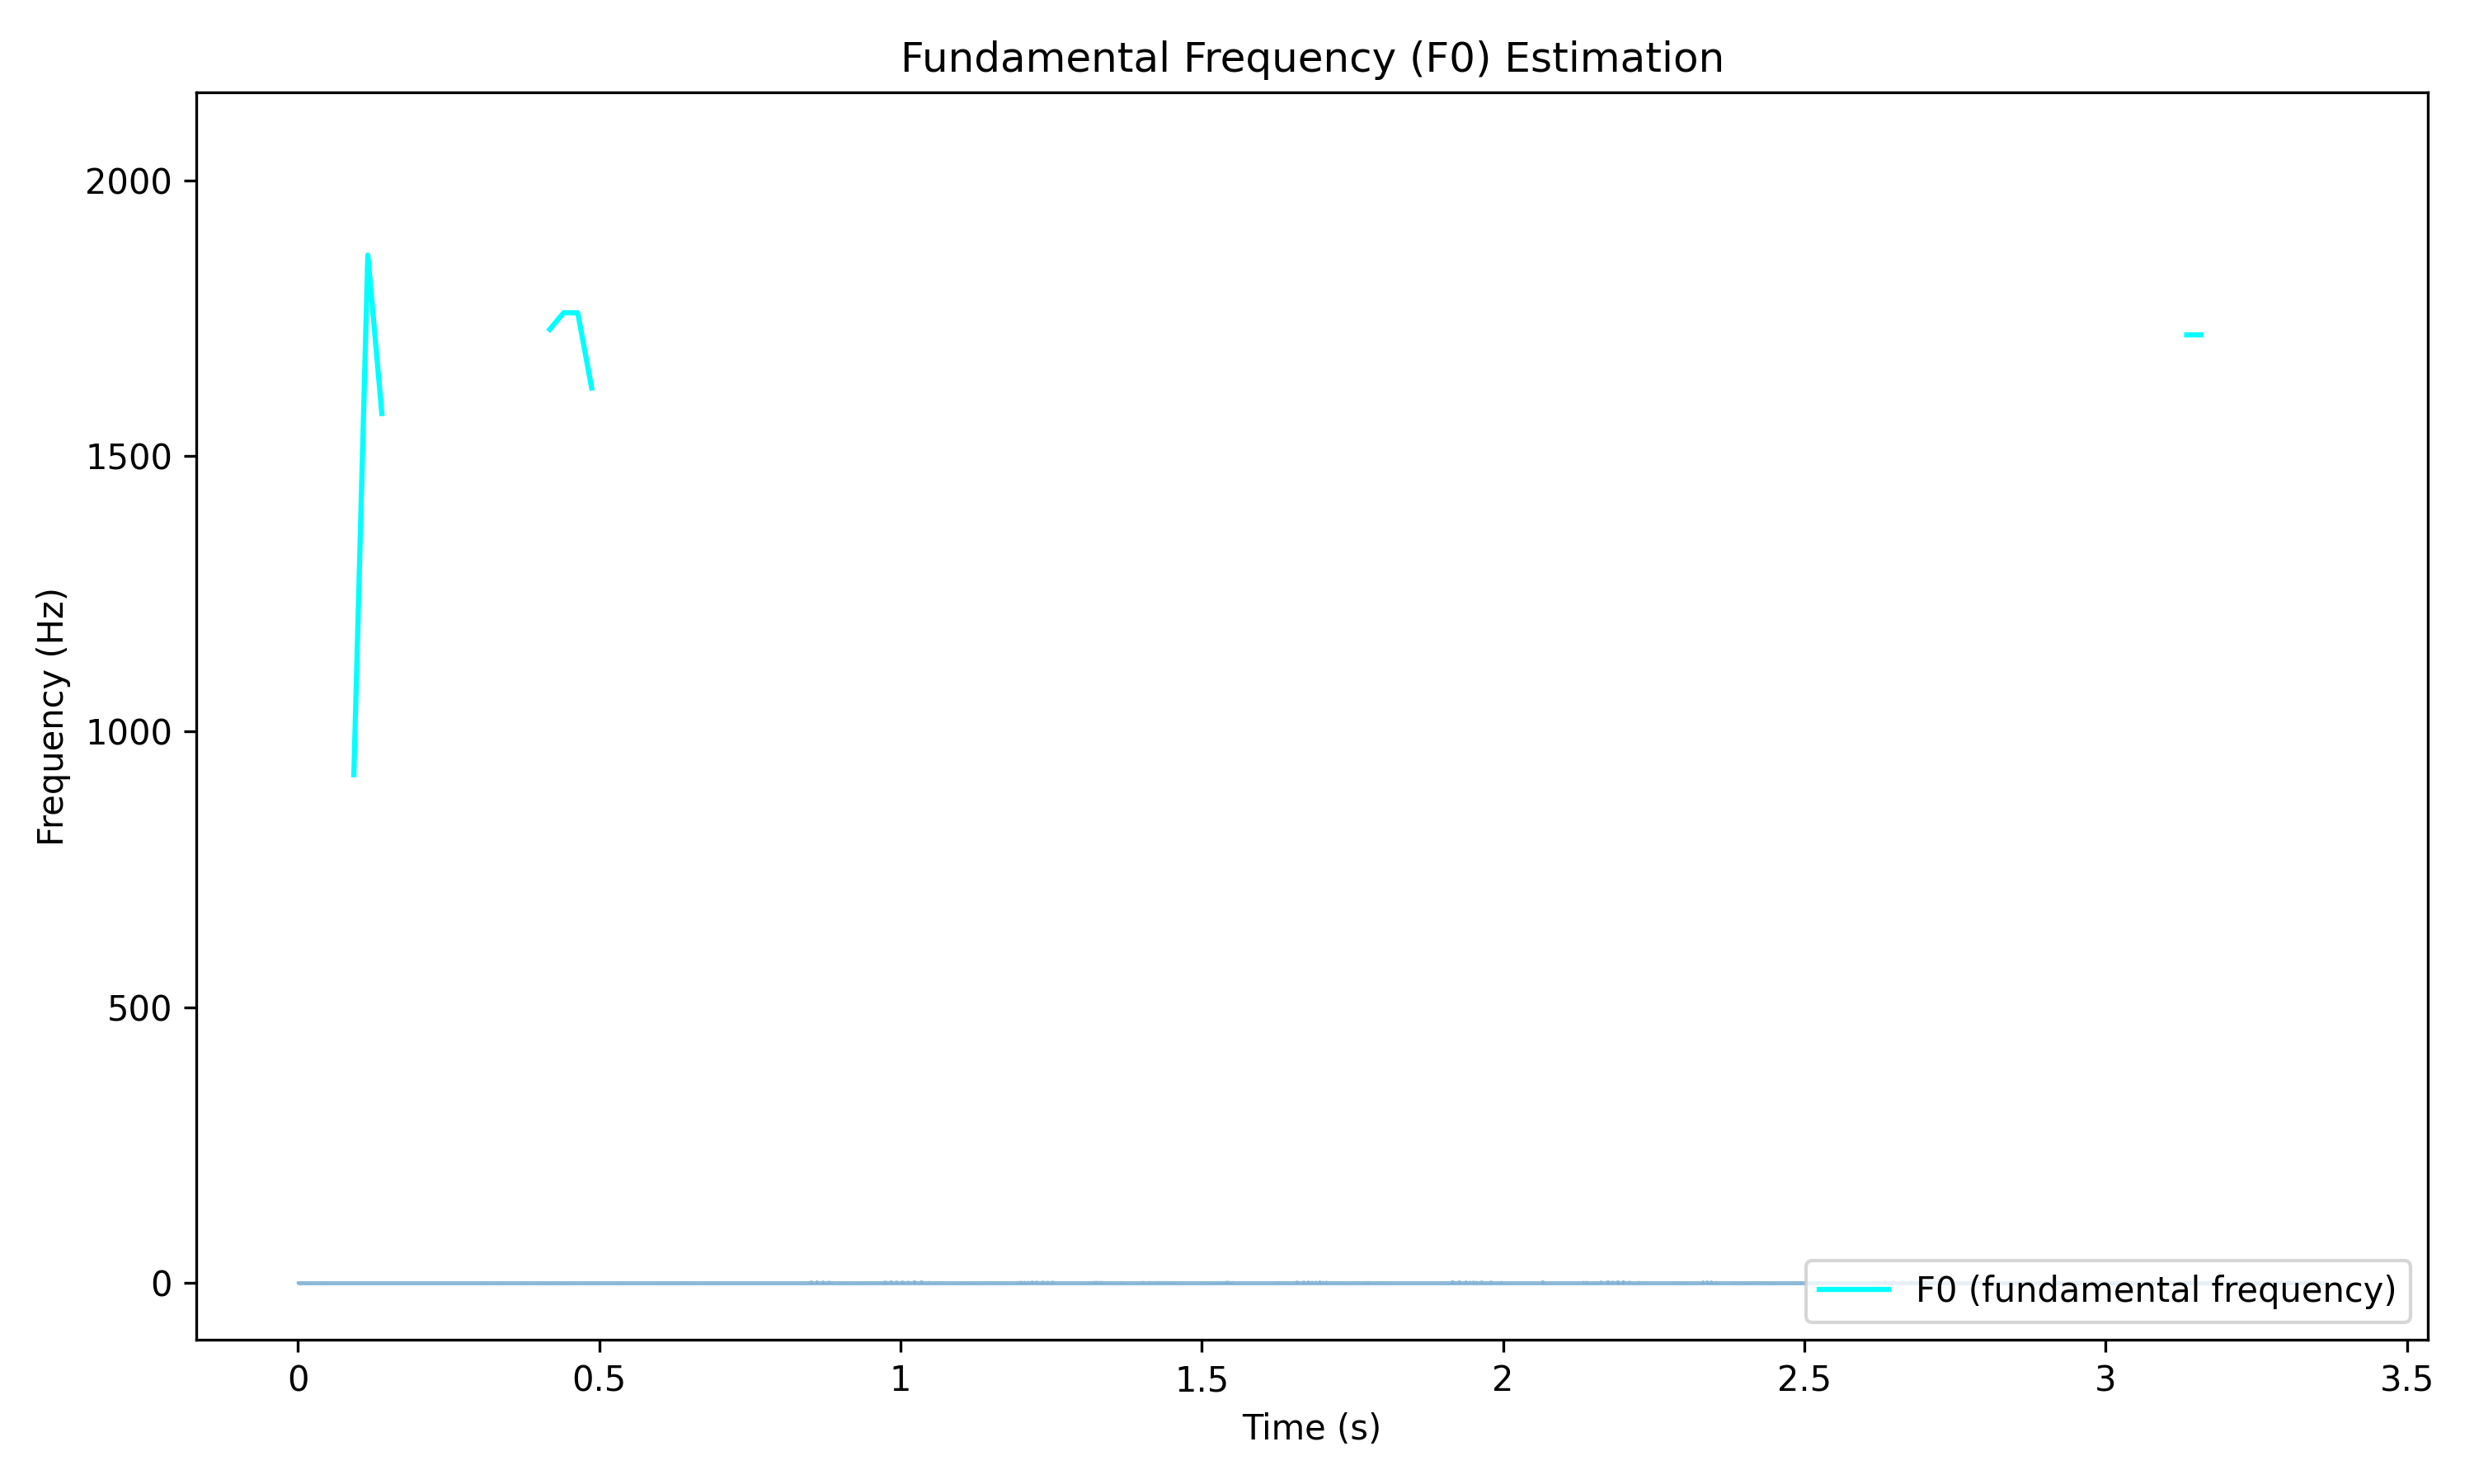 Fundamental Frequency (F0) Estimation
2000
1500
1000
500
0
Frequency (Hz)
F0 (fundamental frequency)
0 0.5 1 1.5 2 2.5 3 3.5
Time (s)